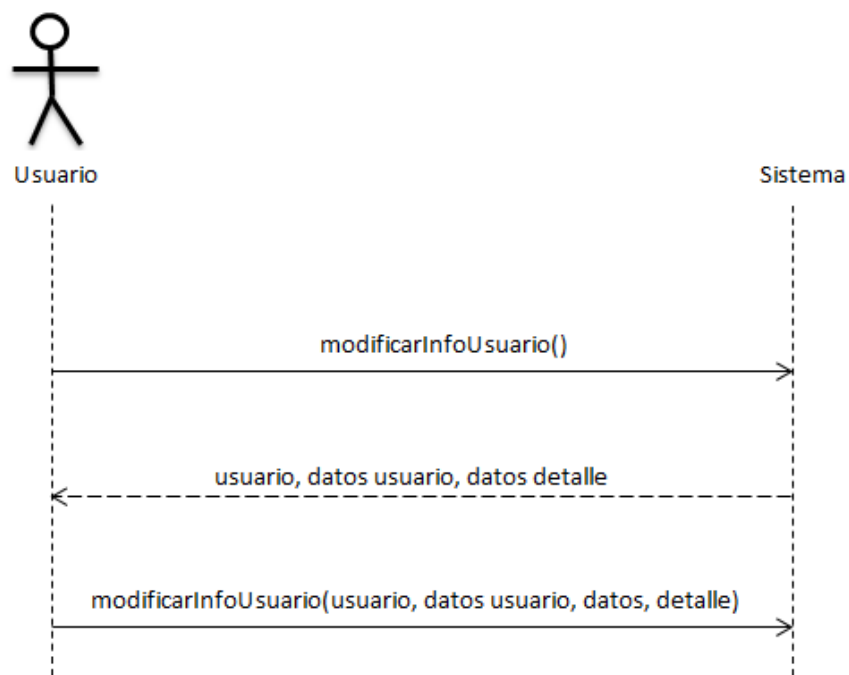 Usuario
Sistema
modificarInfoUsuario()
usuario, datos usuario, datos detalle
modificarInfoUsuario(usuario, datos usuario, datos, detalle)